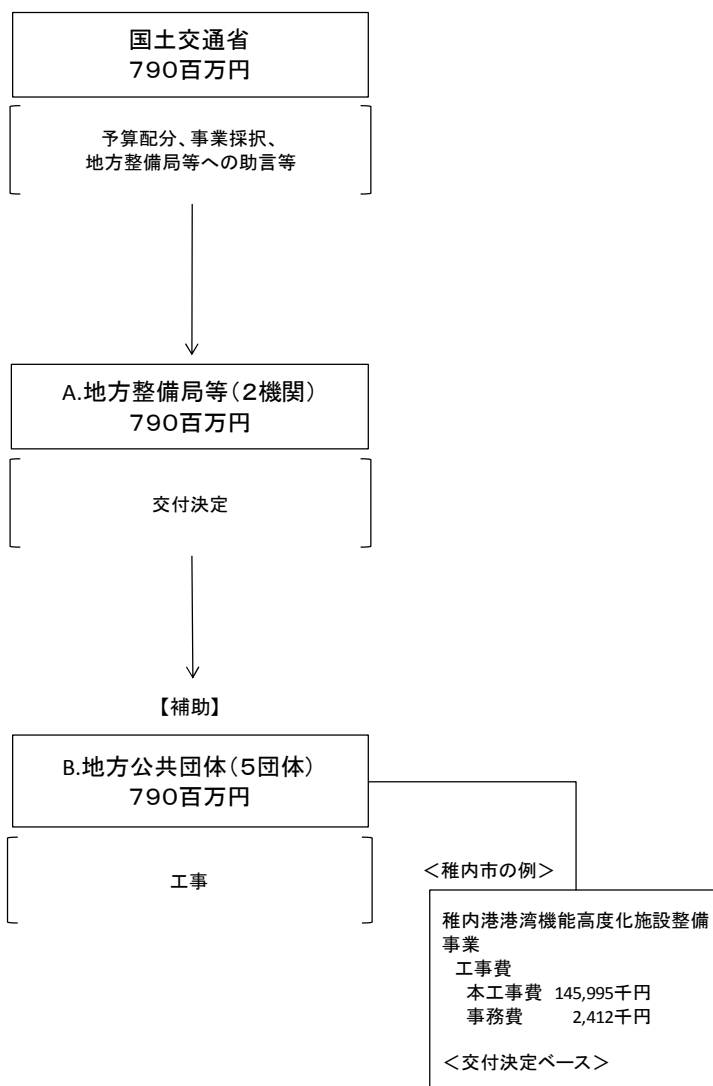 国土交通省
790百万円
予算配分、事業採択、
地方整備局等への助言等
A.地方整備局等(2機関)
790百万円
交付決定
【補助】
B.地方公共団体(5団体)
790百万円
工事
＜稚内市の例＞
稚内港港湾機能高度化施設整備
事業
工事費
本工事費 145,995千円
事務費 2,412千円
＜交付決定ベース＞